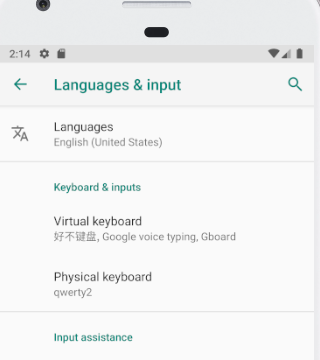 2:14
Languages & input
Languages
English (United States)
Keyboard & inputs
Virtual keyboard
好不键盘, Google voice typing, Gboard
Physical keyboard
qwerty2
Input assistance